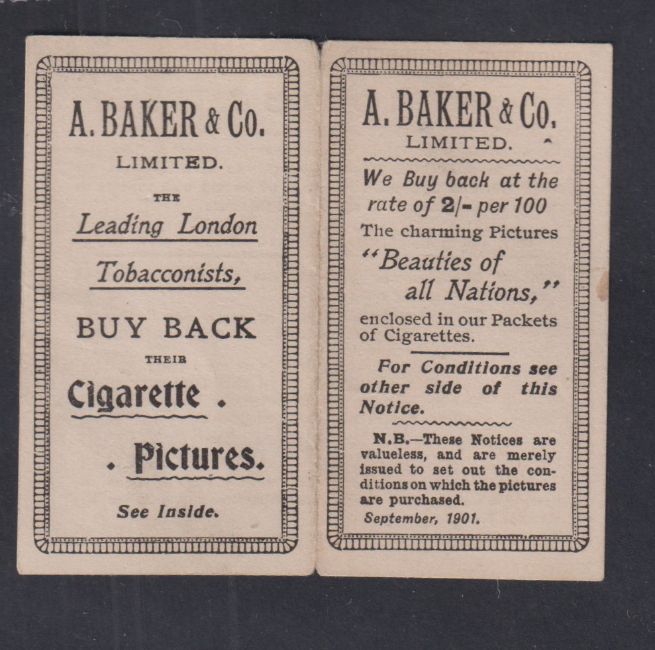 A. BAKER & Co.
LIMITED.
THE
Leading London
Tobacconists,
BUY BACK
THEIR
Cigarette .
. Pictures.
See Inside.
A. BAKER & Co.
LIMITED.
We Buy back at the
rate of 2/- per 100
The charming Pictures
"Beauties of
all Nations,"
enclosed in our Packets
of Cigarettes.
For Conditions see
other side of this
Notice.
N.B.—These Notices are
valueless, and are merely
issued to set out the con-
ditions on which the pictures
are purchased.
September, 1901.